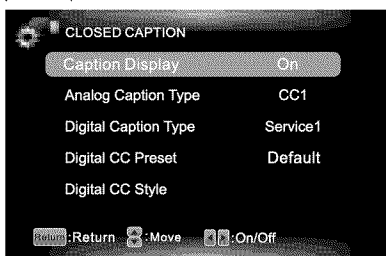 CLOSED CAPTION
Caption Display On
Analog Caption Type CC1
Digital Caption Type Service1
Digital CC Preset Default
Digital CC Style
Return :Return :Move :On/Off